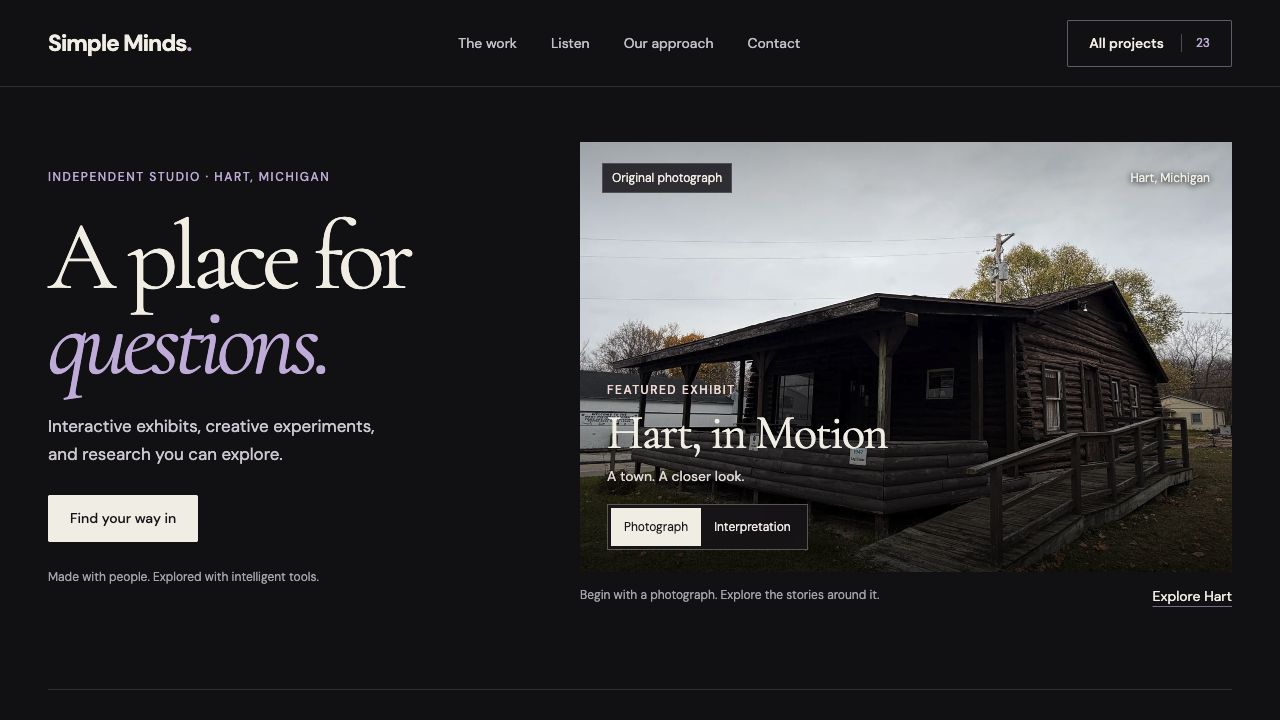 Simple Minds.
The work
Listen
Our approach
Contact
All projects 23
INDEPENDENT STUDIO · HART, MICHIGAN
A place for
questions.
Interactive exhibits, creative experiments,
and research you can explore.
Find your way in
Made with people. Explored with intelligent tools.
Original photograph
Hart, Michigan
FEATURED EXHIBIT
Hart, in Motion
A town. A closer look.
Photograph
Interpretation
Begin with a photograph. Explore the stories around it.
Explore Hart